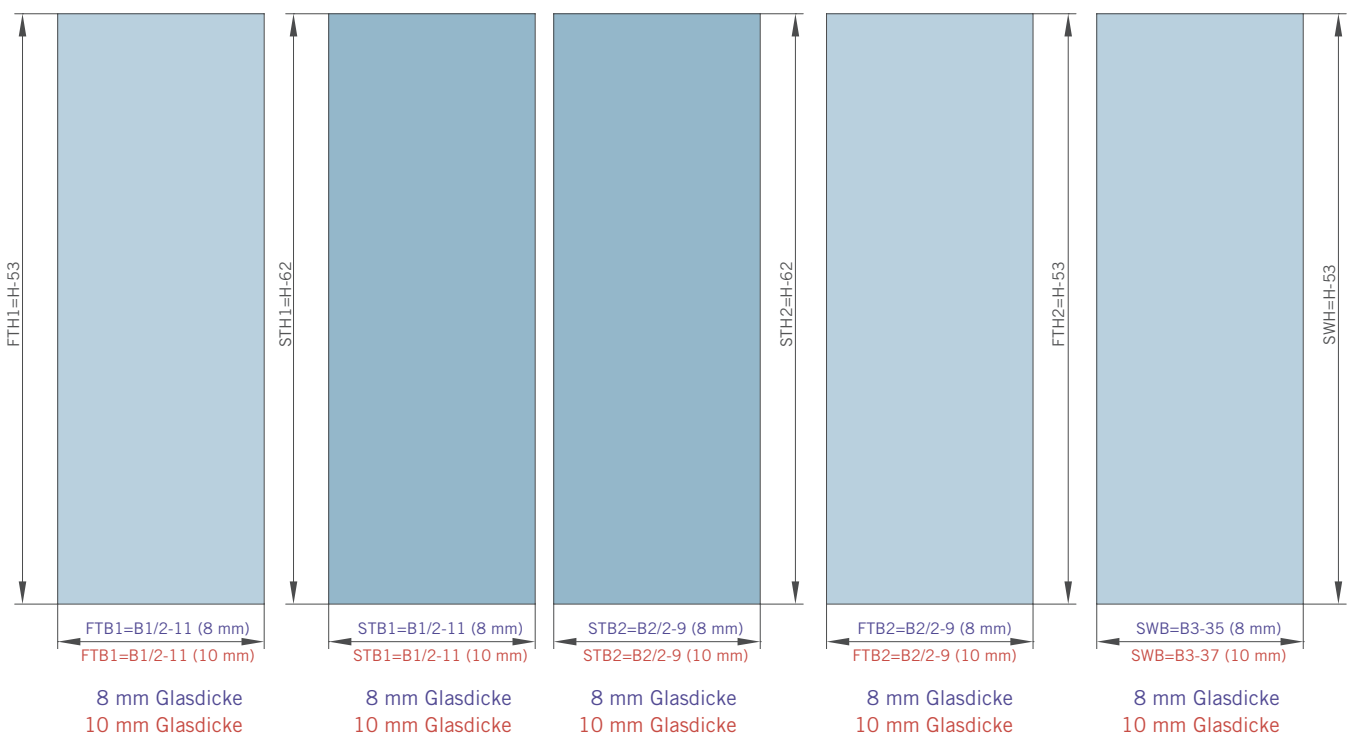 FTH1=H-53
STH1=H-62
STH2=H-62
FTH2=H-53
SWH=H-53
FTB1=B1/2-11 (8 mm)
FTB1=B1/2-11 (10 mm)
STB1=B1/2-11 (8 mm)
STB1=B1/2-11 (10 mm)
STB2=B2/2-9 (8 mm)
STB2=B2/2-9 (10 mm)
FTB2=B2/2-9 (8 mm)
FTB2=B2/2-9 (10 mm)
SWB=B3-35 (8 mm)
SWB=B3-37 (10 mm)
8 mm Glasdicke
10 mm Glasdicke
8 mm Glasdicke
10 mm Glasdicke
8 mm Glasdicke
10 mm Glasdicke
8 mm Glasdicke
10 mm Glasdicke
8 mm Glasdicke
10 mm Glasdicke